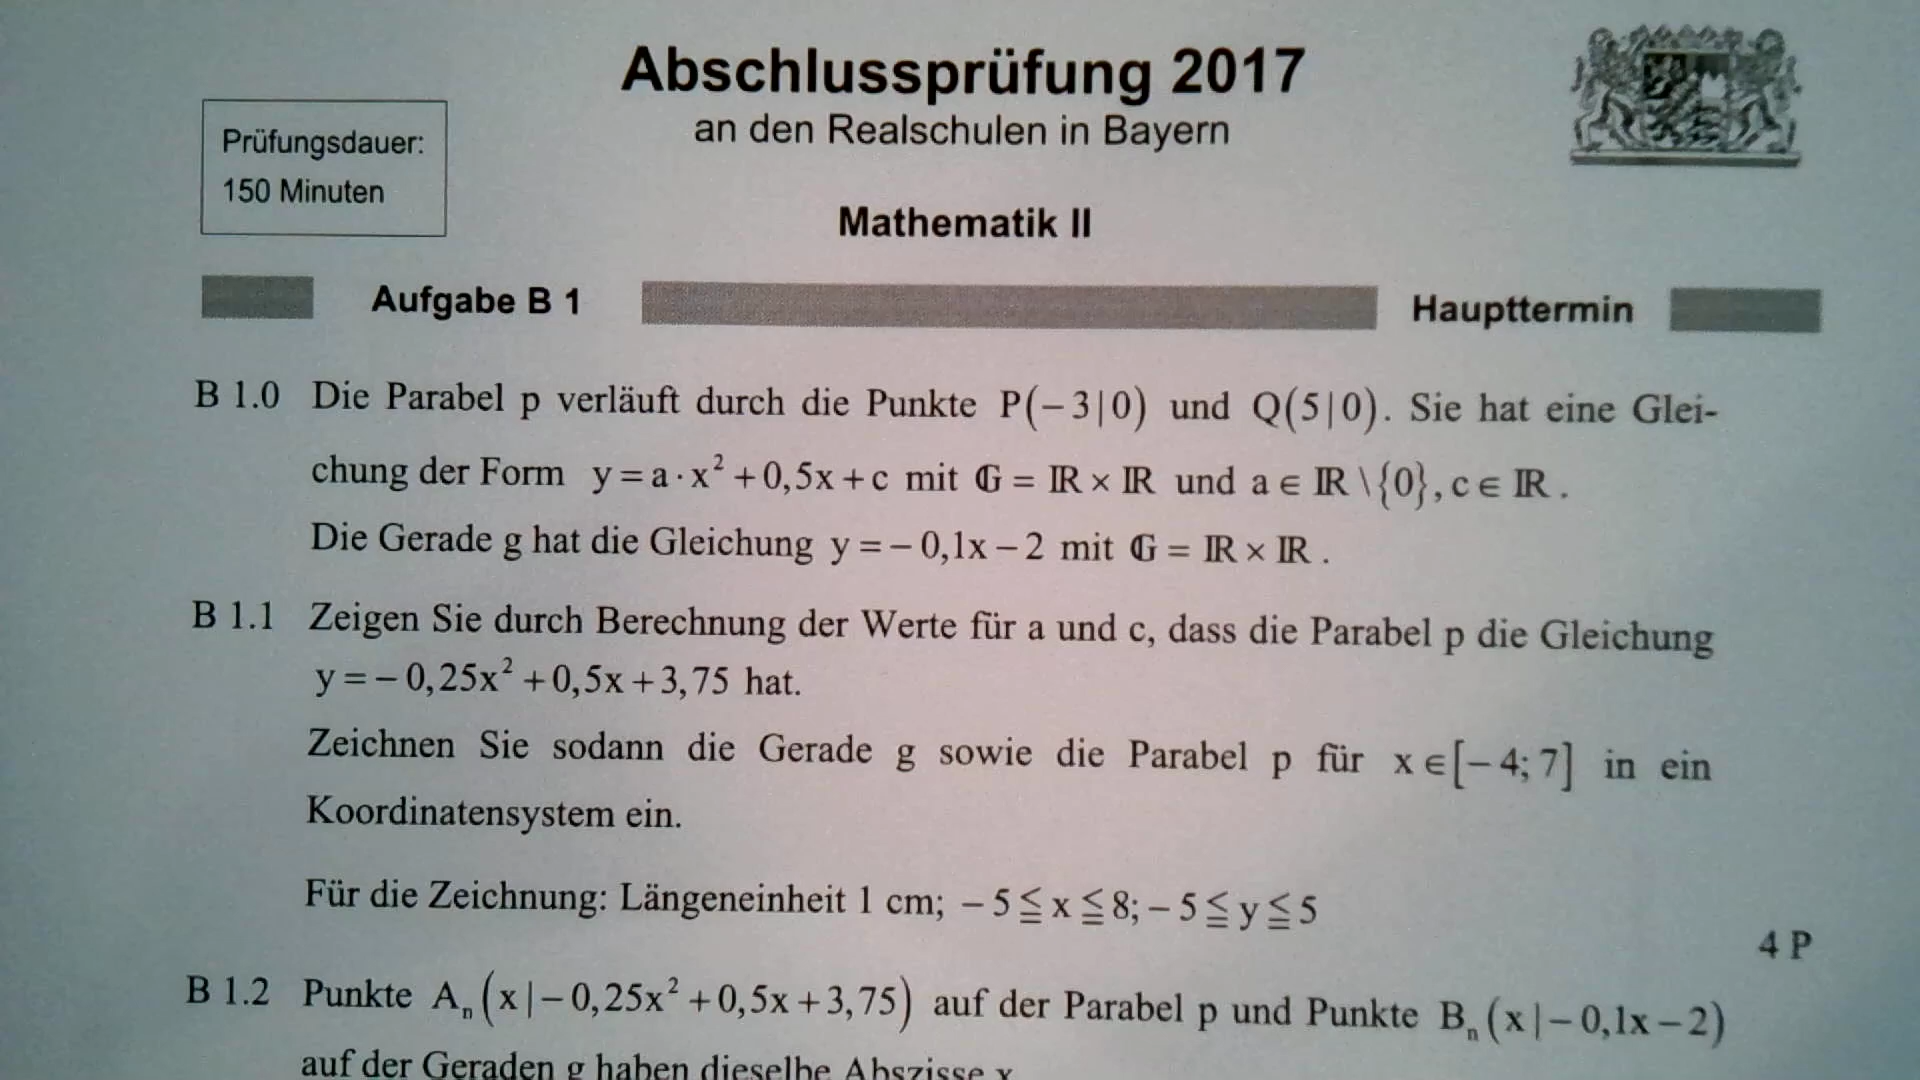 Abschlussprüfung 2017
an den Realschulen in Bayern
Prüfungsdauer:
150 Minuten
Mathematik II
Aufgabe B 1 Haupttermin
B 1.0 Die Parabel p verläuft durch die Punkte P(−3|0) und Q(5|0). Sie hat eine Glei-
chung der Form y = a · x² + 0,5x + c mit 𝔾 = ℝ × ℝ und a ∈ ℝ \ {0}, c ∈ ℝ.
Die Gerade g hat die Gleichung y = − 0,1x − 2 mit 𝔾 = ℝ × ℝ.
B 1.1 Zeigen Sie durch Berechnung der Werte für a und c, dass die Parabel p die Gleichung
y = − 0,25x² + 0,5x + 3,75 hat.
Zeichnen Sie sodann die Gerade g sowie die Parabel p für x ∈ [− 4; 7] in ein
Koordinatensystem ein.
Für die Zeichnung: Längeneinheit 1 cm; − 5 ≦ x ≦ 8; − 5 ≦ y ≦ 5
4 P
B 1.2 Punkte Aₙ (x | − 0,25x² + 0,5x + 3,75) auf der Parabel p und Punkte Bₙ (x | − 0,1x − 2)
auf der Geraden g haben dieselbe Abszisse x